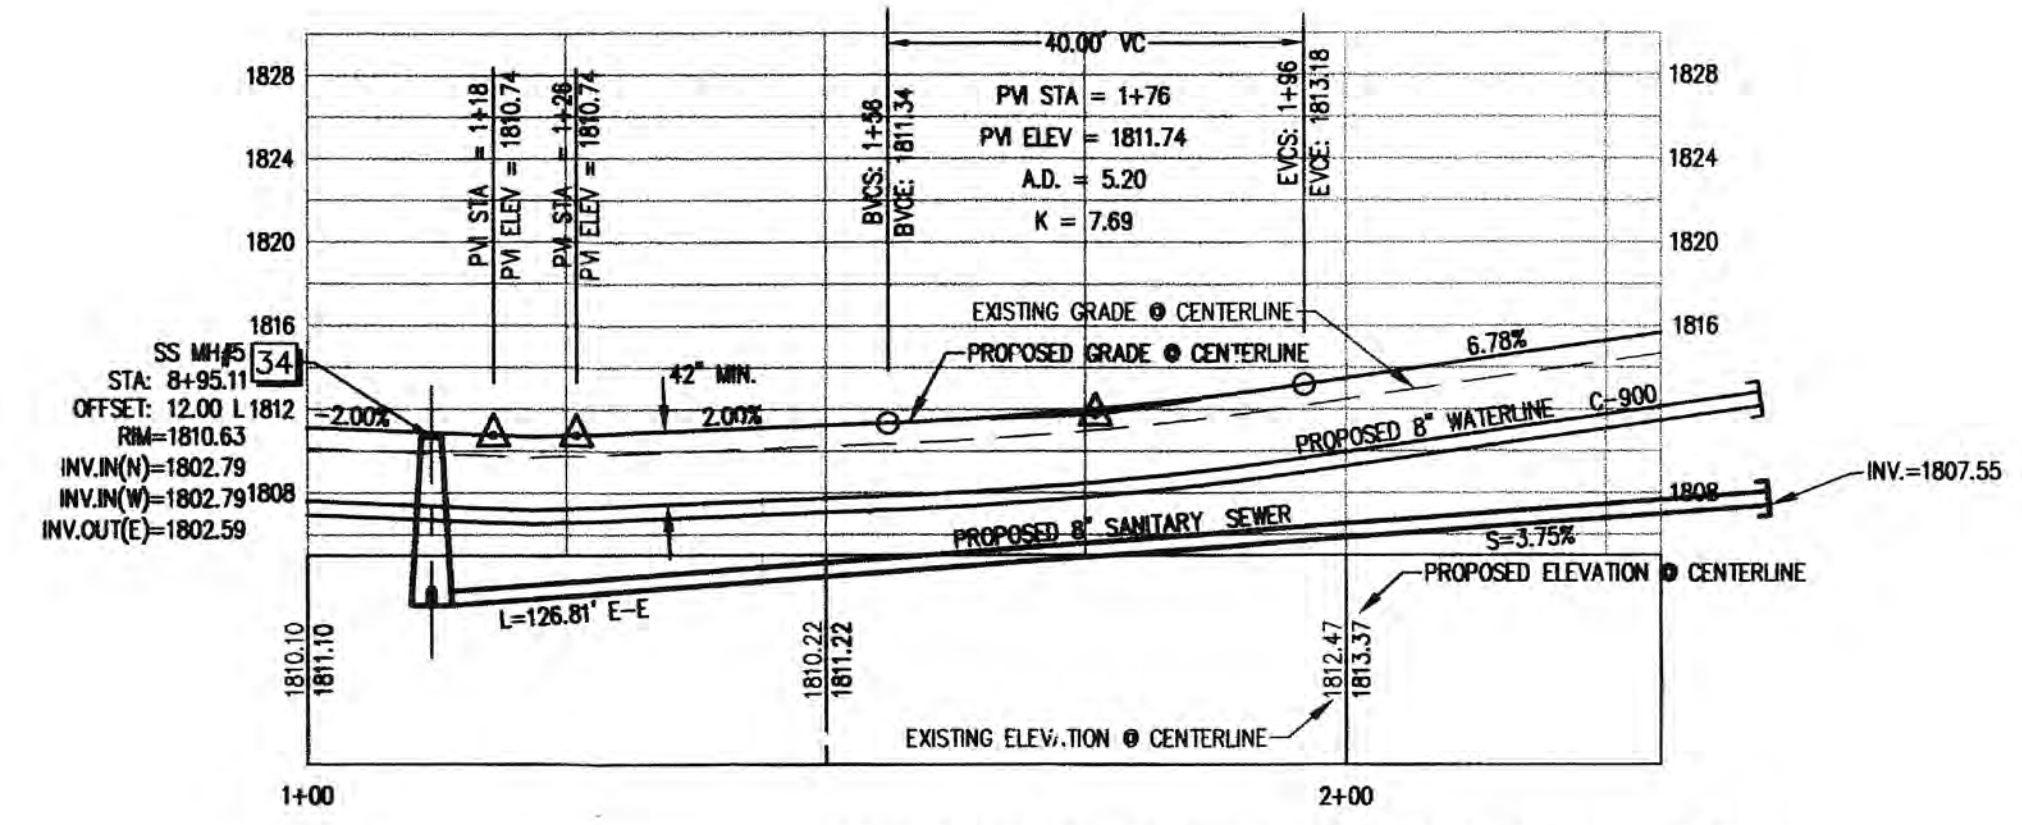 40.00' VC
1828
1828
PVI STA = 1+18
PVI ELEV = 1810.74
PVI STA = 1+26
PVI ELEV = 1810.74
BVCS: 1+56
BVCE: 1811.34
PVI STA = 1+76
PVI ELEV = 1811.74
A.D. = 5.20
K = 7.69
EVCS: 1+96
EVCE: 1813.18
1824
1824
1820
1820
EXISTING GRADE @ CENTERLINE
1816
1816
6.78%
SS MH#5
34
PROPOSED GRADE @ CENTERLINE
STA: 8+95.11
42" MIN.
OFFSET: 12.00 L
1812
-2.00%
2.00%
C-900
RIM=1810.63
PROPOSED 8" WATERLINE
INV.IN(N)=1802.79
INV.=1807.55
INV.IN(W)=1802.79
1808
1808
INV.OUT(E)=1802.59
PROPOSED 8" SANITARY SEWER
S=3.75%
PROPOSED ELEVATION @ CENTERLINE
L=126.81' E-E
1810.10
1811.10
1810.22
1811.22
1812.47
1813.37
EXISTING ELEVATION @ CENTERLINE
1+00
2+00